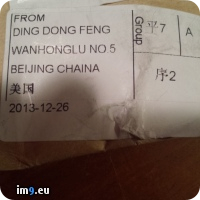 FROM
DING DONG FENG
WANHONGLU NO.5
BEIJING CHAINA
美国
2013-12-26
Group
平7
A
序2
im9.eu